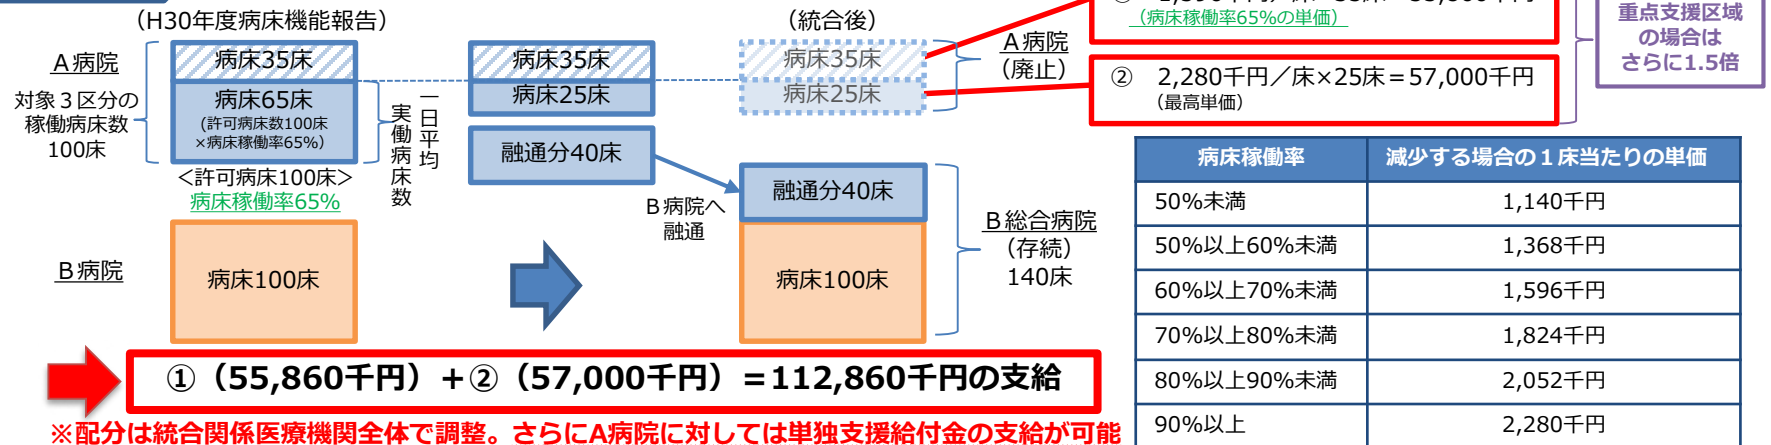 （H30年度病床機能報告）
（統合後）
（病床稼働率65%の単価）
重点支援区域
の場合は
さらに1.5倍
Ａ病院
対象３区分の
稼働病床数
100床
病床35床
病床65床
(許可病床数100床
×病床稼働率65%）
一日平均
実働病床数
＜許可病床100床＞
病床稼働率65%
病床35床
病床25床
融通分40床
Ｂ病院へ
融通
病床35床
病床25床
Ａ病院
（廃止）
②　2,280千円／床×25床＝57,000千円
（最高単価）
融通分40床
病床100床
Ｂ総合病院
（存続）
140床
Ｂ病院
病床100床
病床稼働率　減少する場合の１床当たりの単価
50%未満　1,140千円
50%以上60%未満　1,368千円
60%以上70%未満　1,596千円
70%以上80%未満　1,824千円
80%以上90%未満　2,052千円
90%以上　2,280千円
①（55,860千円）＋②（57,000千円）＝112,860千円の支給
※配分は統合関係医療機関全体で調整。さらにA病院に対しては単独支援給付金の支給が可能